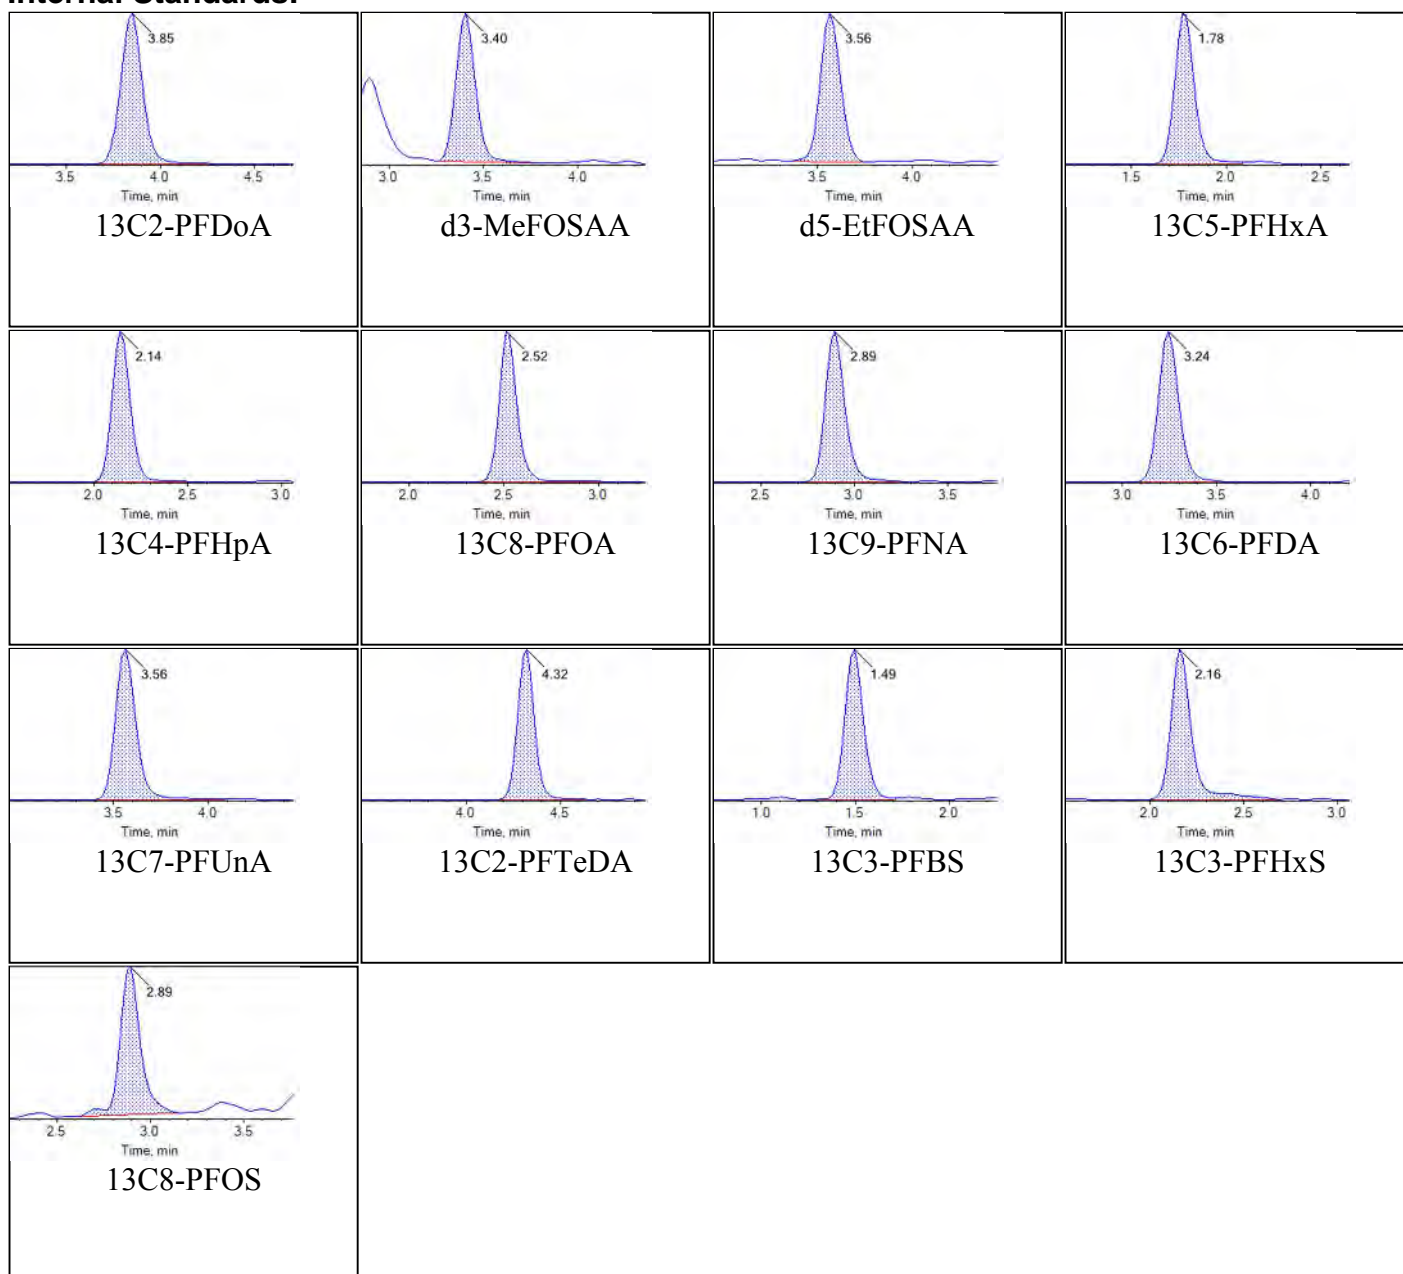 Internal Standards:
3.85
3.5 4.0 4.5
Time, min
13C2-PFDoA
3.40
3.0 3.5 4.0
Time, min
d3-MeFOSAA
3.56
3.5 4.0
Time, min
d5-EtFOSAA
1.78
1.5 2.0 2.5
Time, min
13C5-PFHxA
2.14
2.0 2.5 3.0
Time, min
13C4-PFHpA
2.52
2.0 2.5 3.0
Time, min
13C8-PFOA
2.89
2.5 3.0 3.5
Time, min
13C9-PFNA
3.24
3.0 3.5 4.0
Time, min
13C6-PFDA
3.56
3.5 4.0
Time, min
13C7-PFUnA
4.32
4.0 4.5
Time, min
13C2-PFTeDA
1.49
1.0 1.5 2.0
Time, min
13C3-PFBS
2.16
2.0 2.5 3.0
Time, min
13C3-PFHxS
2.89
2.5 3.0 3.5
Time, min
13C8-PFOS